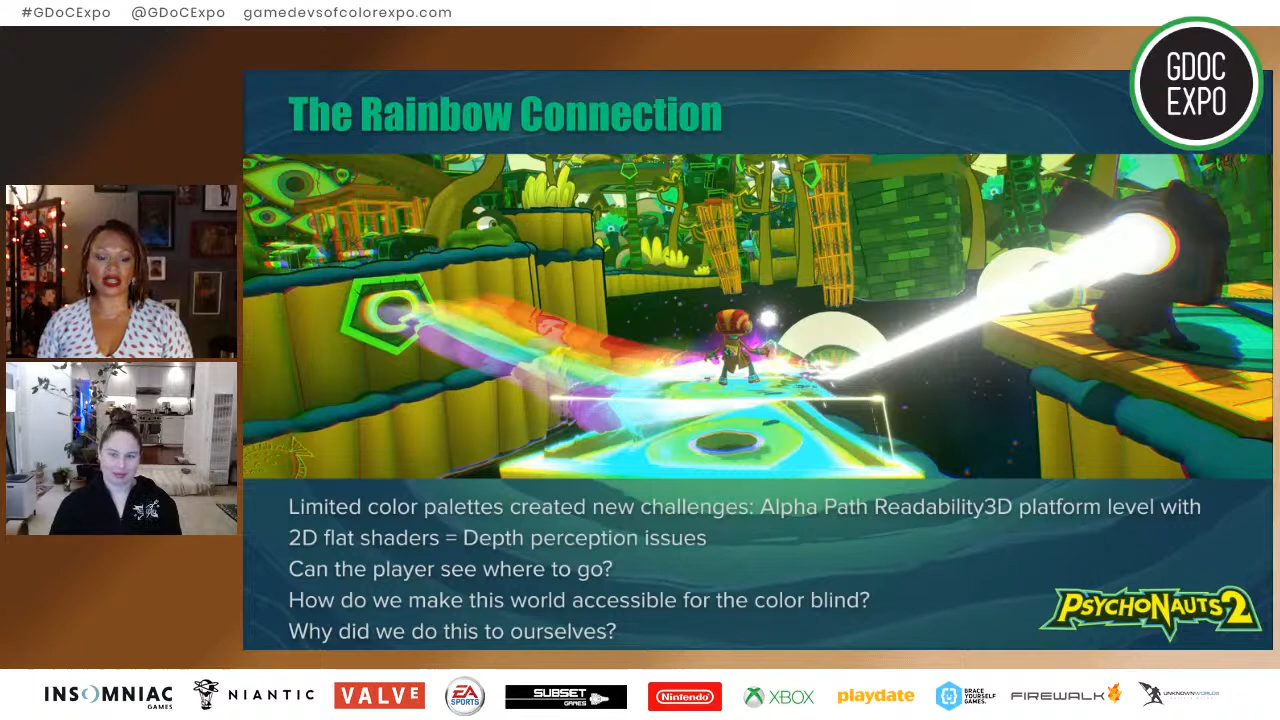 #GDoCExpo @GDoCExpo gamedevsofcolorexpo.com
GDOC
EXPO
The Rainbow Connection
Limited color palettes created new challenges: Alpha Path Readability3D platform level with
2D flat shaders = Depth perception issues
Can the player see where to go?
How do we make this world accessible for the color blind?
Why did we do this to ourselves?
PSYCHONAUTS 2
INSOMNIAC
GAMES
NIANTIC
VALVE
EA
SPORTS
SUBSET
GAMES
Nintendo
XBOX
playdate
BRACE
YOURSELF
GAMES.
FIREWALK
UNKNOWN WORLDS